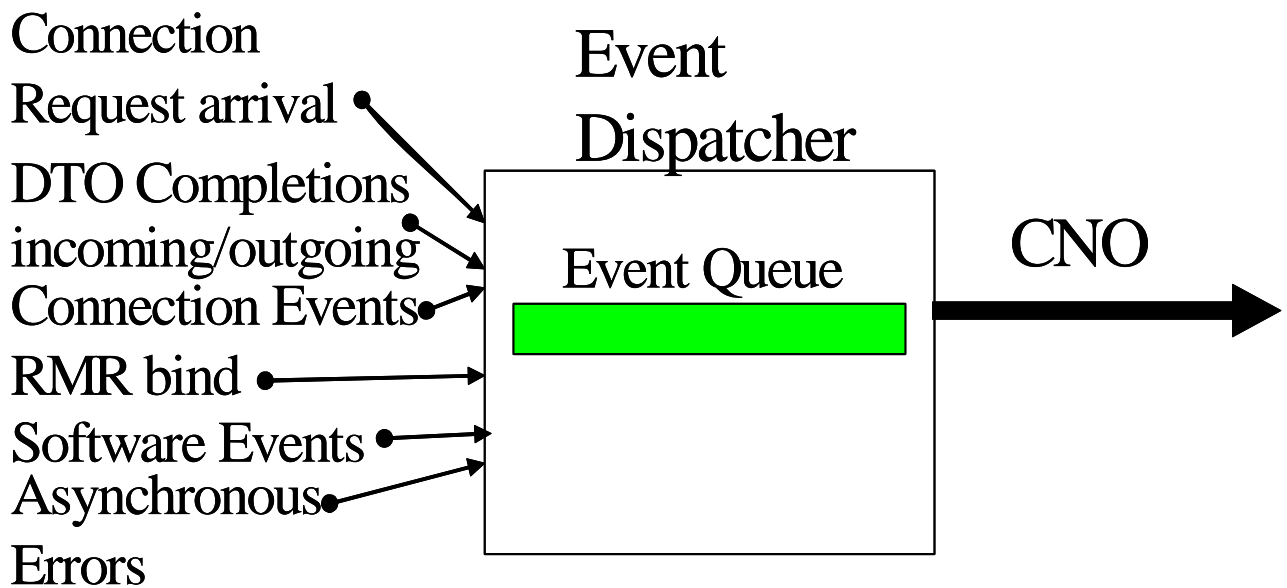 Connection
Request arrival
DTO Completions
incoming/outgoing
Connection Events
RMR bind
Software Events
Asynchronous
Errors
Event
Dispatcher
Event Queue
CNO